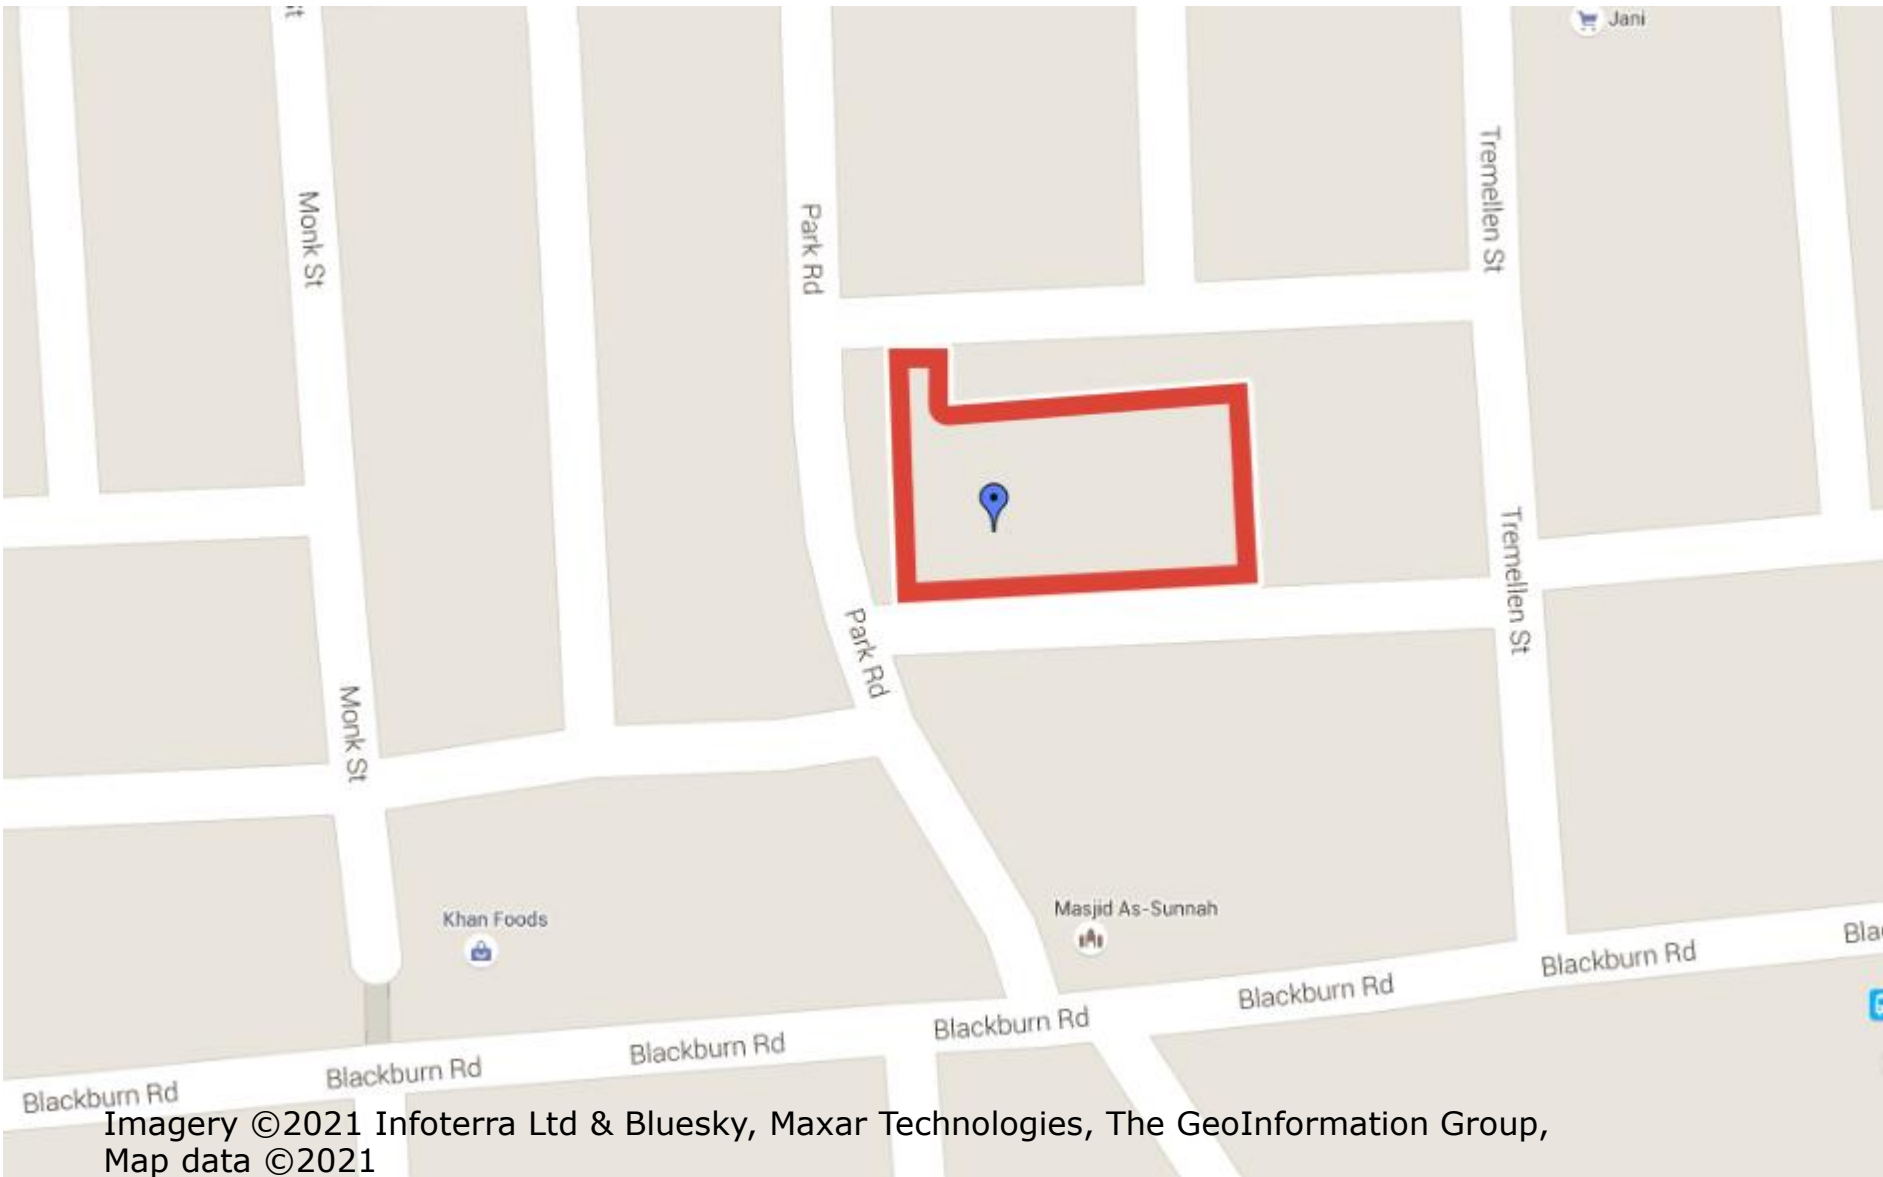 Jani
Monk St
Park Rd
Tremellen St
Tremellen St
Park Rd
Monk St
Khan Foods
Masjid As-Sunnah
Blackburn Rd
Blackburn Rd
Blackburn Rd
Blackburn Rd
Blackburn Rd
Blackburn Rd
Imagery ©2021 Infoterra Ltd & Bluesky, Maxar Technologies, The GeoInformation Group,
Map data ©2021